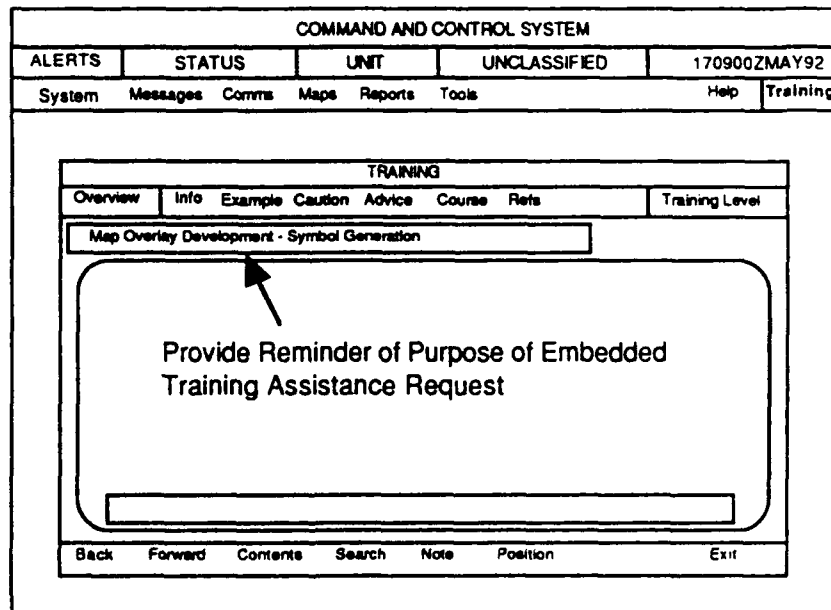 COMMAND AND CONTROL SYSTEM
ALERTS STATUS UNIT UNCLASSIFIED 170900ZMAY92
System Messages Comms Maps Reports Tools Help Training
TRAINING
Overview Info Example Caution Advice Course Refs Training Level
Map Overlay Development - Symbol Generation
Provide Reminder of Purpose of Embedded
Training Assistance Request
Back Forward Contents Search Note Position Exit